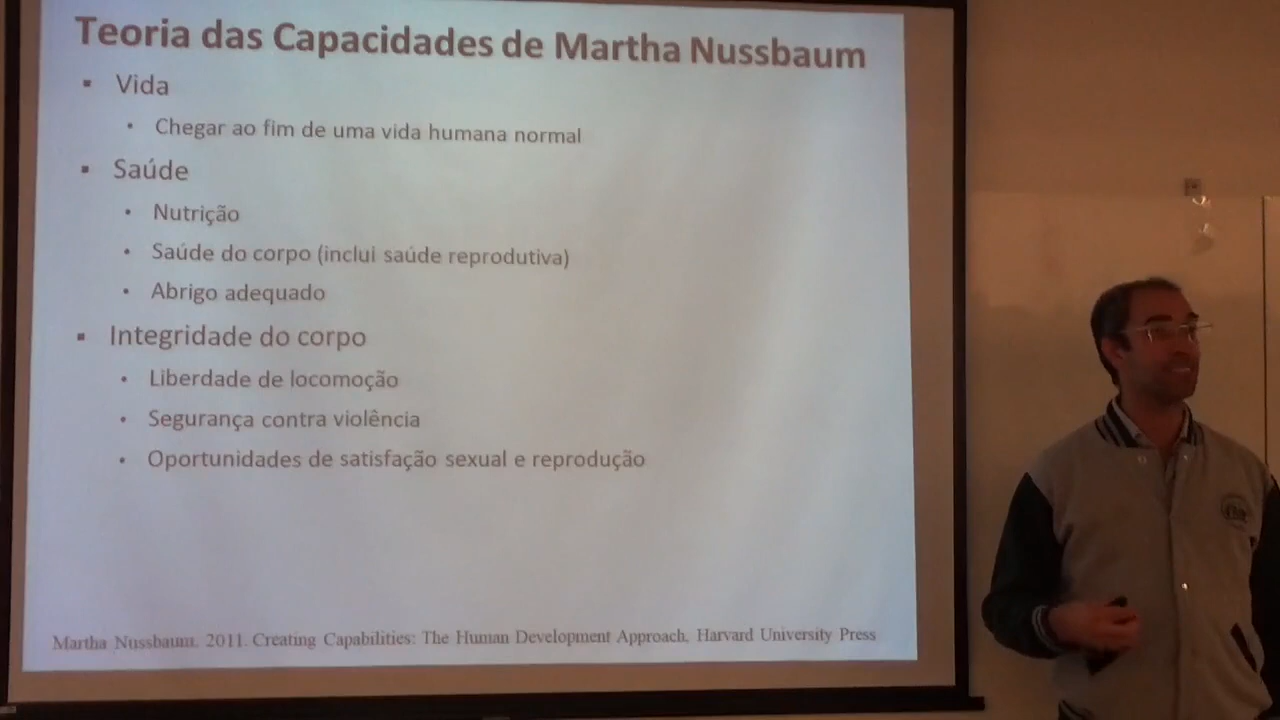 Teoria das Capacidades de Martha Nussbaum
▪ Vida
• Chegar ao fim de uma vida humana normal
▪ Saúde
• Nutrição
• Saúde do corpo (inclui saúde reprodutiva)
• Abrigo adequado
▪ Integridade do corpo
• Liberdade de locomoção
• Segurança contra violência
• Oportunidades de satisfação sexual e reprodução
Martha Nussbaum. 2011. Creating Capabilities: The Human Development Approach. Harvard University Press